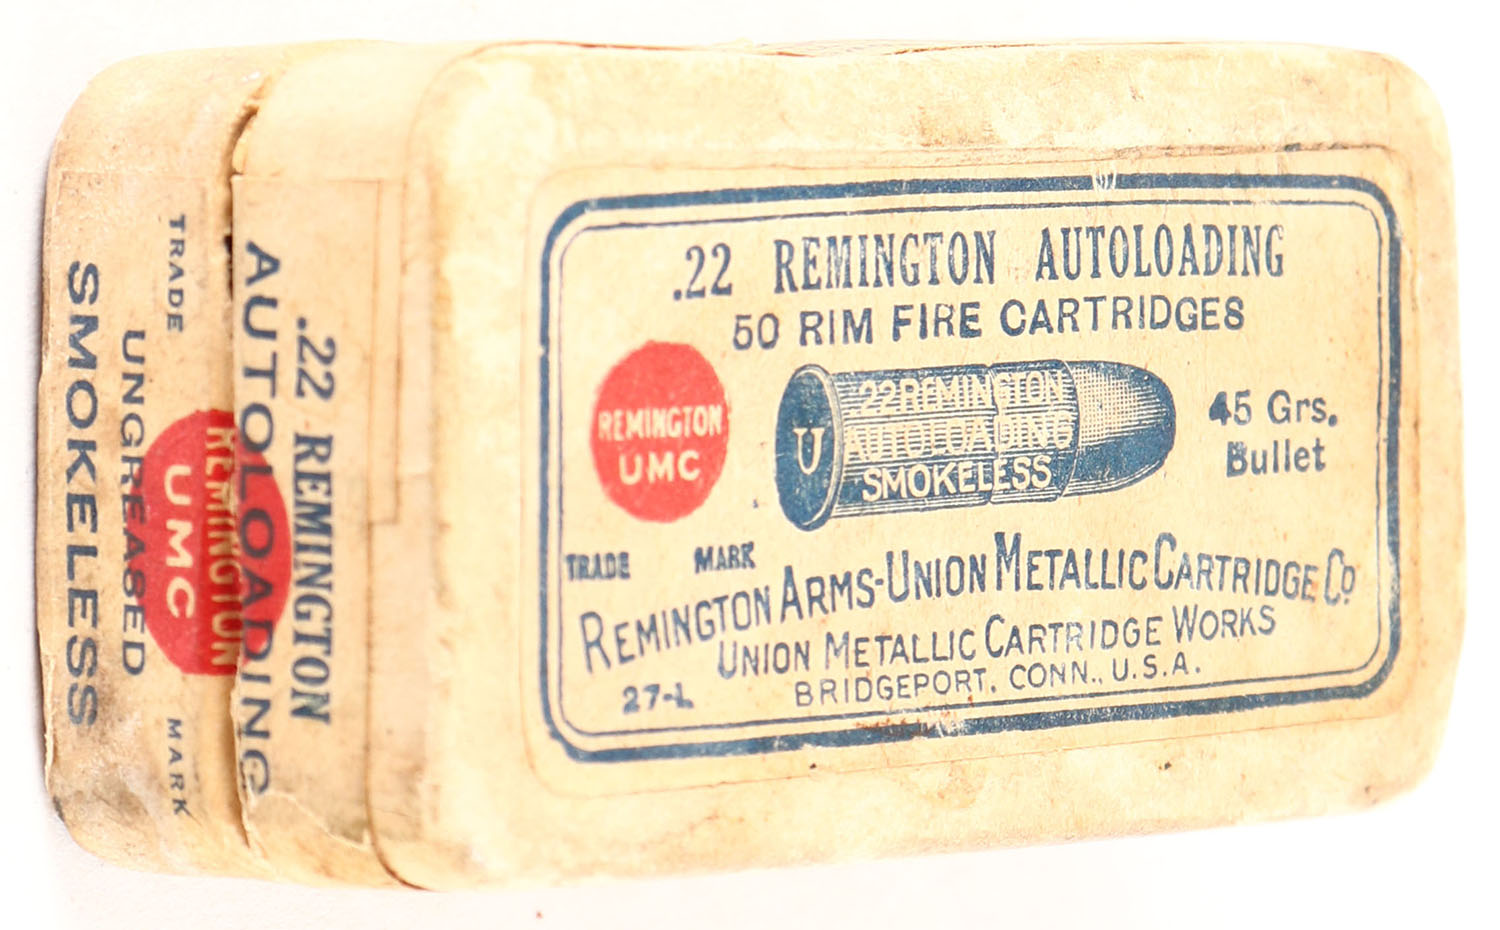 .22 REMINGTON AUTOLOADING
50 RIM FIRE CARTRIDGES
REMINGTON
UMC
TRADE MARK
22 REMINGTON
AUTOLOADING
SMOKELESS
U
45 Grs.
Bullet
REMINGTON ARMS-UNION METALLIC CARTRIDGE CO
UNION METALLIC CARTRIDGE WORKS
BRIDGEPORT, CONN., U.S.A.
27-L
.22 REMINGTON
AUTOLOADING
REMINGTON
UMC
TRADE MARK
UNGREASED
SMOKELESS